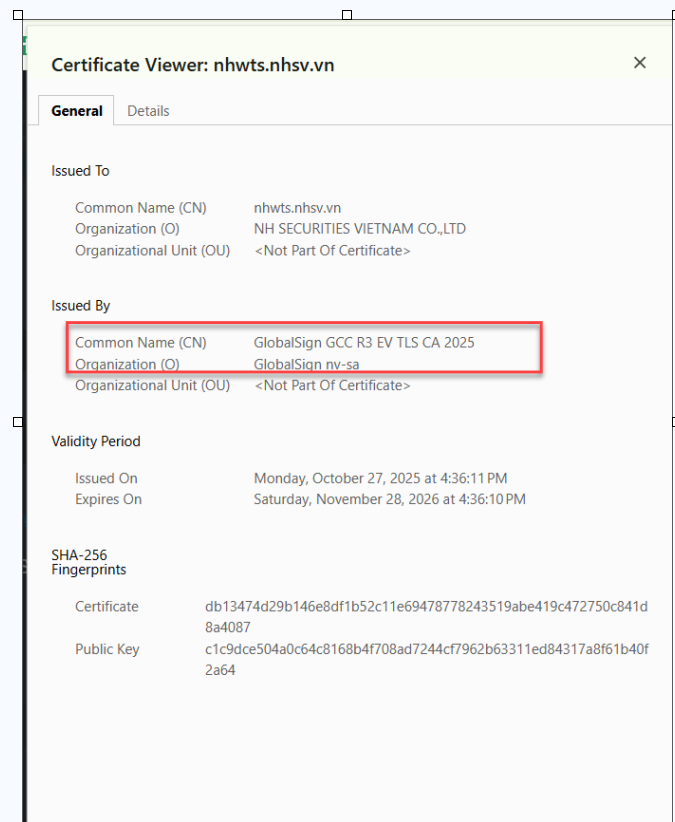 Certificate Viewer: nhwts.nhsv.vn
General Details
Issued To
Common Name (CN) nhwts.nhsv.vn
Organization (O) NH SECURITIES VIETNAM CO.,LTD
Organizational Unit (OU) <Not Part Of Certificate>
Issued By
Common Name (CN) GlobalSign GCC R3 EV TLS CA 2025
Organization (O) GlobalSign nv-sa
Organizational Unit (OU) <Not Part Of Certificate>
Validity Period
Issued On Monday, October 27, 2025 at 4:36:11 PM
Expires On Saturday, November 28, 2026 at 4:36:10 PM
SHA-256
Fingerprints
Certificate db13474d29b146e8df1b52c11e69478778243519abe419c472750c841d
8a4087
Public Key c1c9dce504a0c64c8168b4f708ad7244cf7962b63311ed84317a8f61b40f
2a64